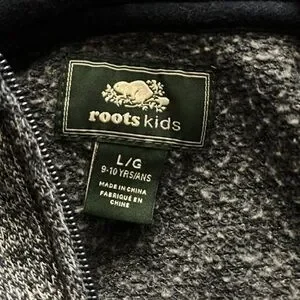 roots kids
L/G
9-10 YRS/ANS
MADE IN CHINA
FABRIQUÉ EN
CHINE